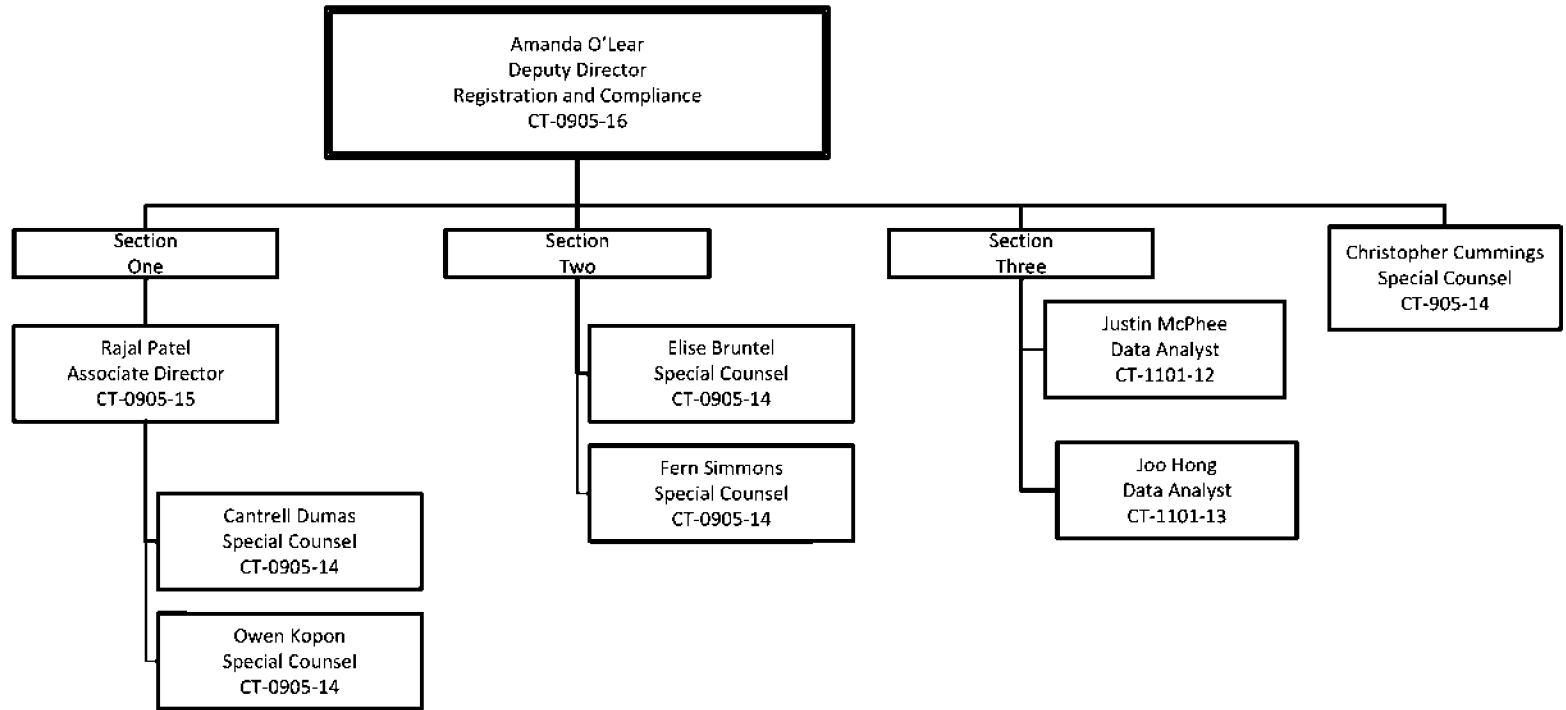 Amanda O'Lear
Deputy Director
Registration and Compliance
CT-0905-16
Section
One
Rajal Patel
Associate Director
CT-0905-15
Cantrell Dumas
Special Counsel
CT-0905-14
Owen Kopon
Special Counsel
CT-0905-14
Section
Two
Elise Bruntel
Special Counsel
CT-0905-14
Fern Simmons
Special Counsel
CT-0905-14
Section
Three
Justin McPhee
Data Analyst
CT-1101-12
Joo Hong
Data Analyst
CT-1101-13
Christopher Cummings
Special Counsel
CT-905-14